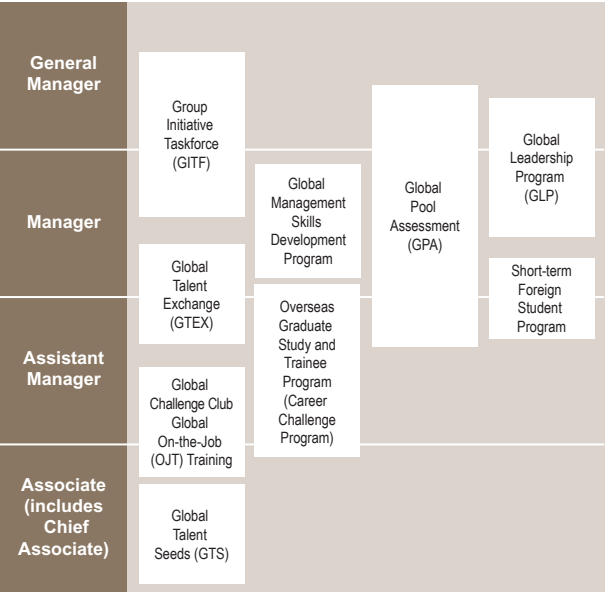 General
Manager
Manager
Assistant
Manager
Associate
(includes
Chief
Associate)
Group
Initiative
Taskforce
(GITF)
Global
Talent
Exchange
(GTEX)
Global
Challenge Club
Global
On-the-Job
(OJT) Training
Global
Talent
Seeds (GTS)
Global
Management
Skills
Development
Program
Overseas
Graduate
Study and
Trainee
Program
(Career
Challenge
Program)
Global
Pool
Assessment
(GPA)
Global
Leadership
Program
(GLP)
Short-term
Foreign
Student
Program